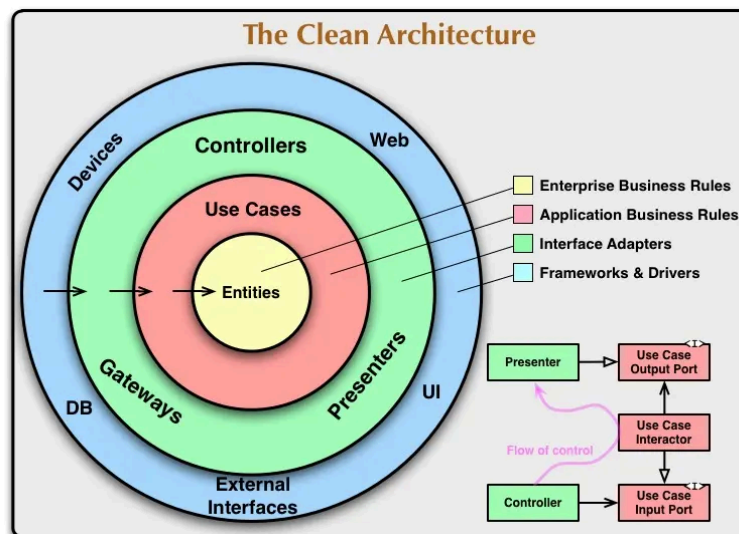 The Clean Architecture
Devices
Web
Controllers
Use Cases
Entities
Gateways
Presenters
DB
UI
External
Interfaces
Enterprise Business Rules
Application Business Rules
Interface Adapters
Frameworks & Drivers
Presenter
<I>
Use Case
Output Port
Use Case
Interactor
Flow of control
Controller
<I>
Use Case
Input Port